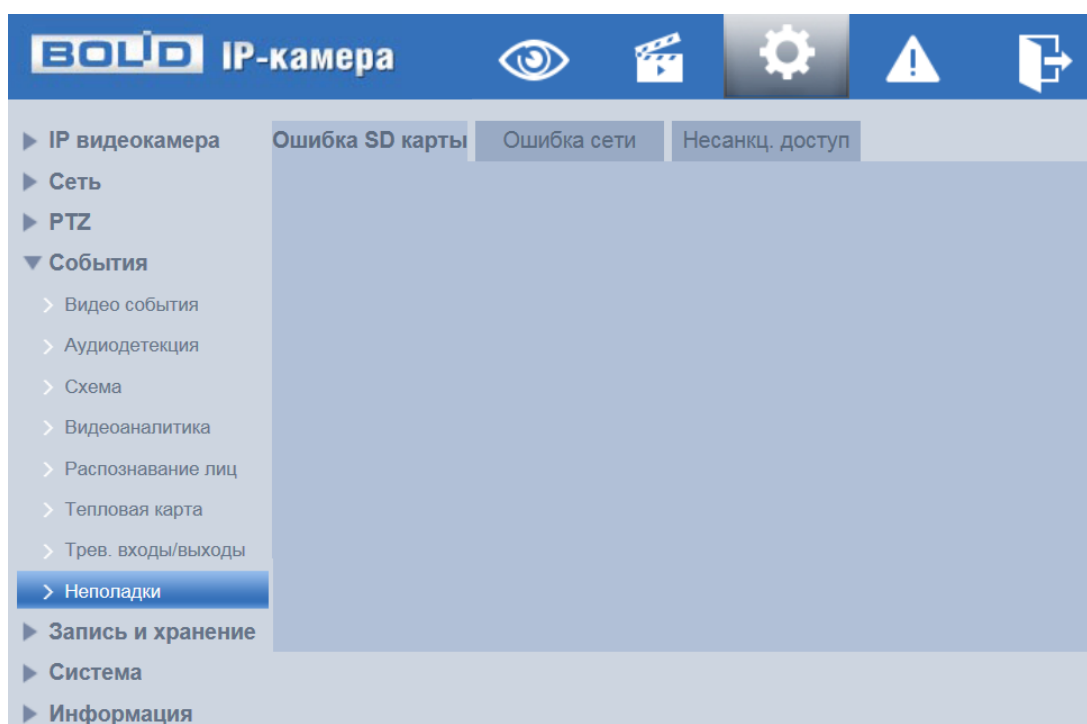 BOLID IP-камера
Ошибка SD карты Ошибка сети Несанкц. доступ
IP видеокамера
Сеть
PTZ
События
Видео события
Аудиодетекция
Схема
Видеоаналитика
Распознавание лиц
Тепловая карта
Трев. входы/выходы
Неполадки
Запись и хранение
Система
Информация